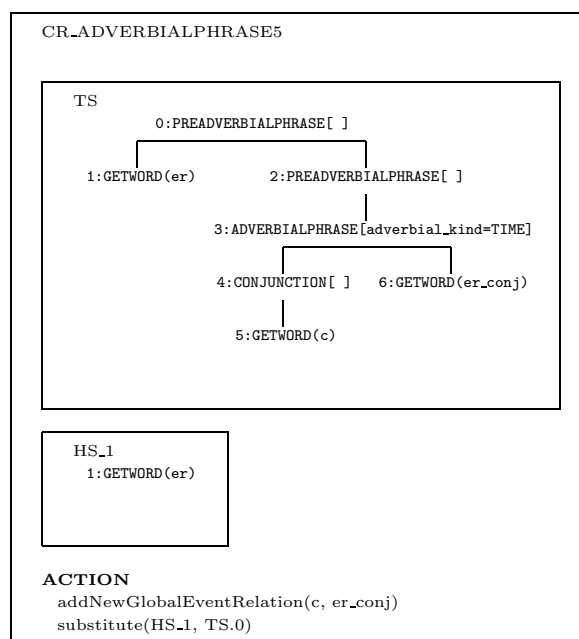 CR_ADVERBIALPHRASE5
TS
0:PREADVERBIALPHRASE[ ]
1:GETWORD(er) 2:PREADVERBIALPHRASE[ ]
3:ADVERBIALPHRASE[adverbial_kind=TIME]
4:CONJUNCTION[ ] 6:GETWORD(er_conj)
5:GETWORD(c)
HS_1
1:GETWORD(er)
ACTION
addNewGlobalEventRelation(c, er_conj)
substitute(HS_1, TS.0)